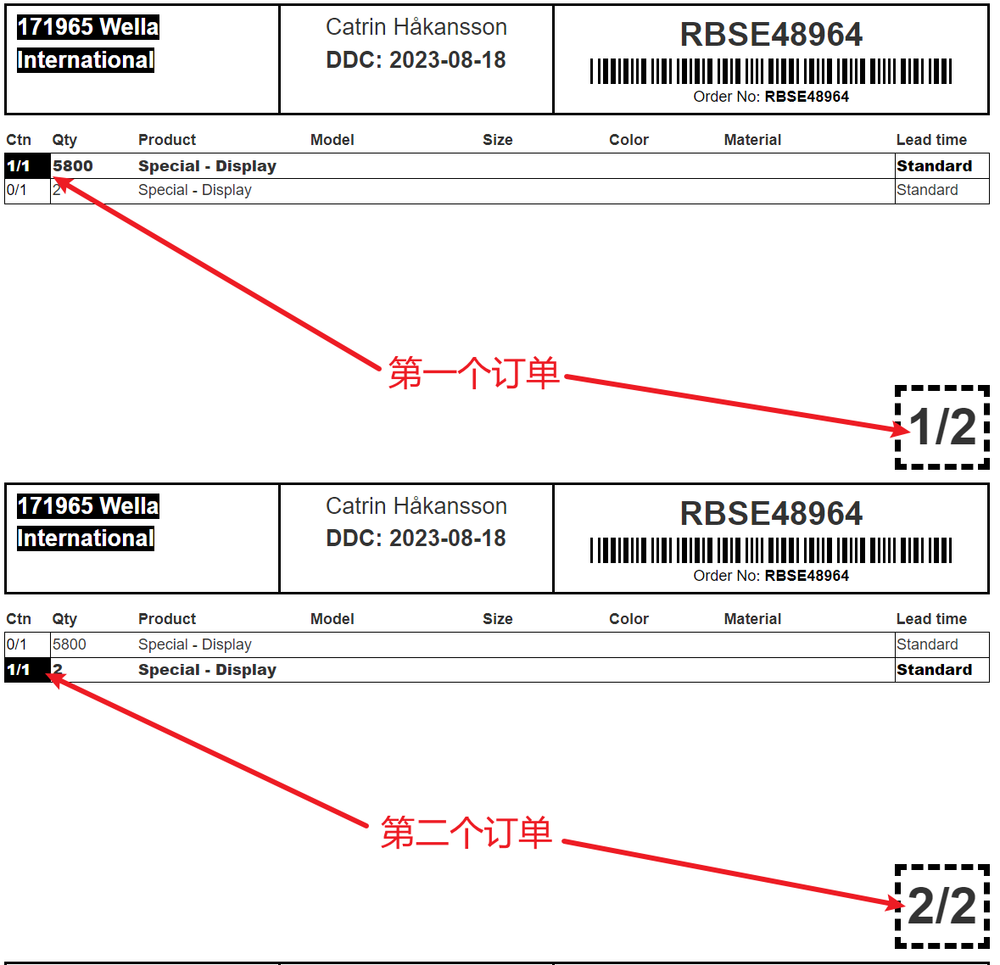 171965 Wella
International
Catrin Håkansson
DDC: 2023-08-18
RBSE48964
Order No: RBSE48964
Ctn Qty Product Model Size Color Material Lead time
1/1 5800 Special - Display Standard
0/1 2 Special - Display Standard
第一个订单
1/2
171965 Wella
International
Catrin Håkansson
DDC: 2023-08-18
RBSE48964
Order No: RBSE48964
Ctn Qty Product Model Size Color Material Lead time
0/1 5800 Special - Display Standard
1/1 2 Special - Display Standard
第二个订单
2/2